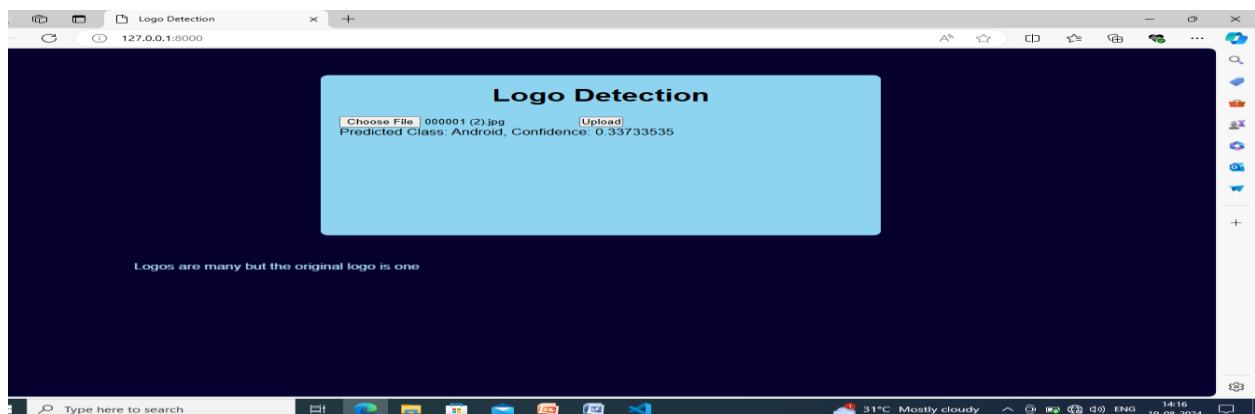 Logo Detection
127.0.0.1:8000
Logo Detection
Choose File 000001 (2).jpg Upload
Predicted Class: Android, Confidence: 0.33733535
Logos are many but the original logo is one
Type here to search
31°C Mostly cloudy ENG 14:16